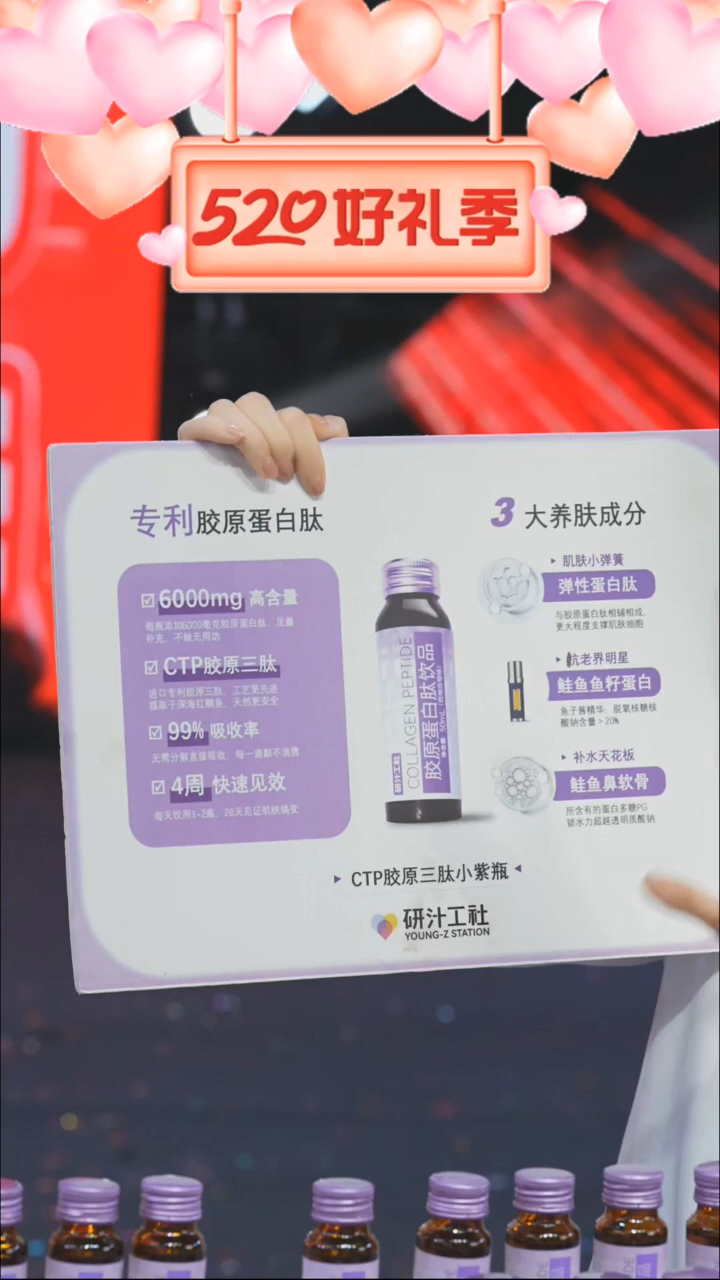 520好礼季
专利胶原蛋白肽
6000mg 高含量
每瓶添加6000毫克胶原蛋白肽，足量
补充，不做无用功
CTP胶原三肽
进口专利胶原三肽，工艺更先进
提取于深海红鲷鱼，天然更安全
99% 吸收率
无需分解直接吸收，每一滴都不浪费
4周 快速见效
每天饮用1-2瓶，28天见证肌肤焕变
研汁工社
COLLAGEN PEPTIDE
胶原蛋白肽饮品
净含量：50mL
3大养肤成分
肌肤小弹簧
弹性蛋白肽
与胶原蛋白肽相辅相成，
更大程度支撑肌肤细胞
抗老界明星
鲑鱼鱼籽蛋白
鱼子酱精华、脱氧核糖核
酸钠含量＞20%
补水天花板
鲑鱼鼻软骨
所含有的蛋白多糖PG
锁水力超越透明质酸钠
CTP胶原三肽小紫瓶
研汁工社
YOUNG-Z STATION